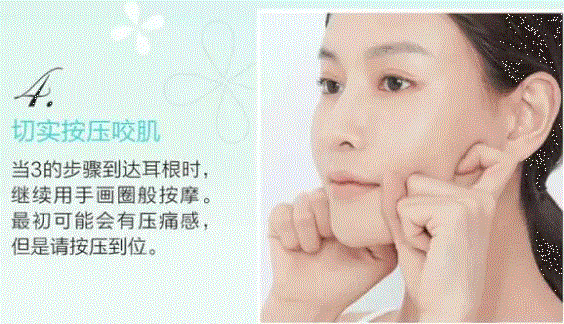 4.
切实按压咬肌
当3的步骤到达耳根时，
继续用手画圈般按摩。
最初可能会有压痛感，
但是请按压到位。